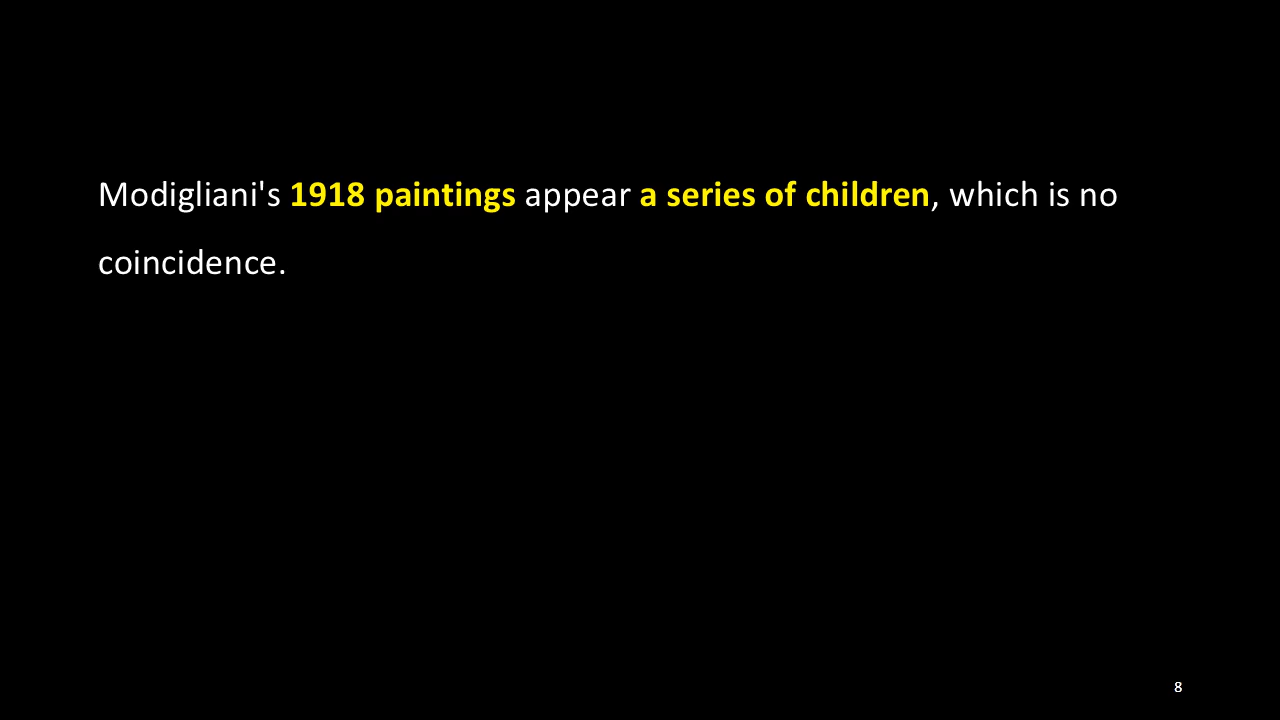 Modigliani's 1918 paintings appear a series of children, which is no
coincidence.
8